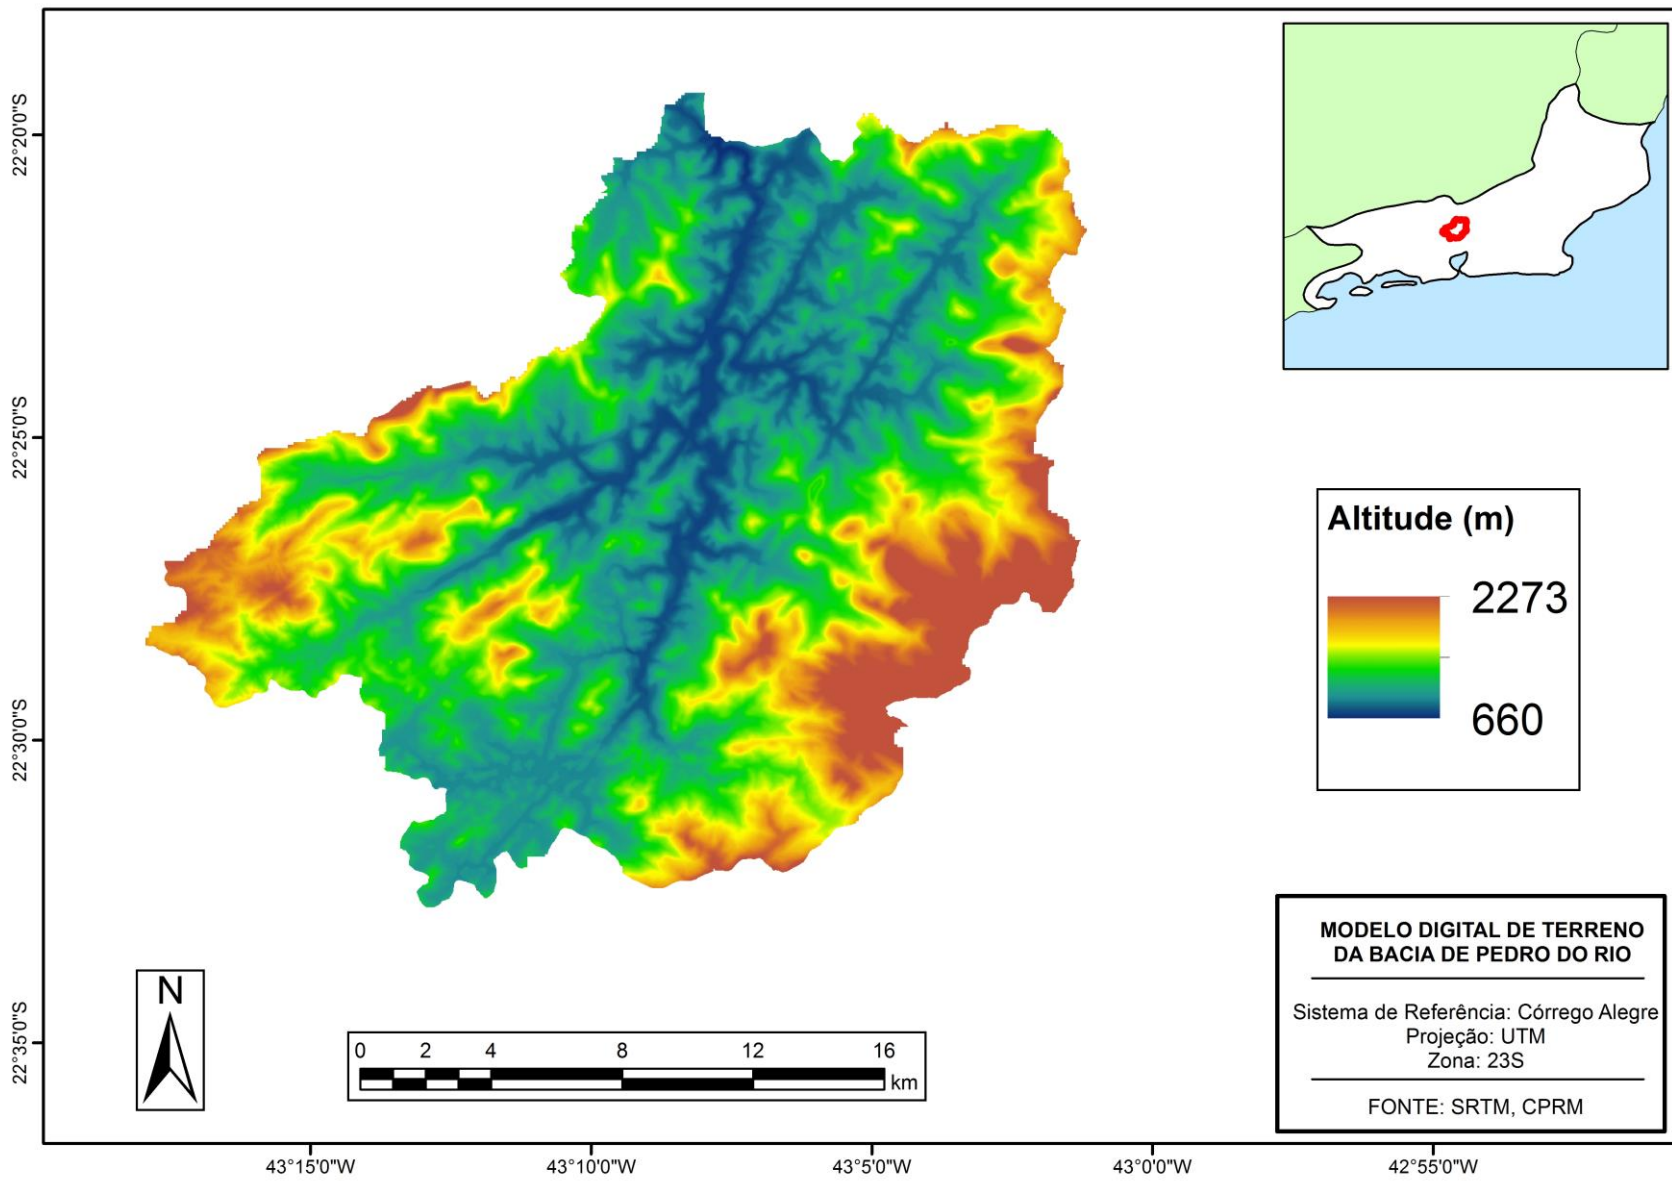 22°20'0"S
22°25'0"S
22°30'0"S
22°35'0"S
43°15'0"W
43°10'0"W
43°5'0"W
43°0'0"W
42°55'0"W
Altitude (m)
2273
660
N
0 2 4 8 12 16
km
MODELO DIGITAL DE TERRENO
DA BACIA DE PEDRO DO RIO
Sistema de Referência: Córrego Alegre
Projeção: UTM
Zona: 23S
FONTE: SRTM, CPRM